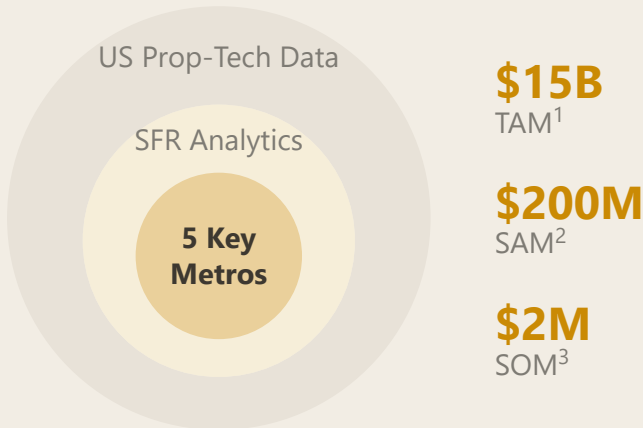 US Prop-Tech Data
SFR Analytics
5 Key
Metros
$15B
TAM¹
$200M
SAM²
$2M
SOM³